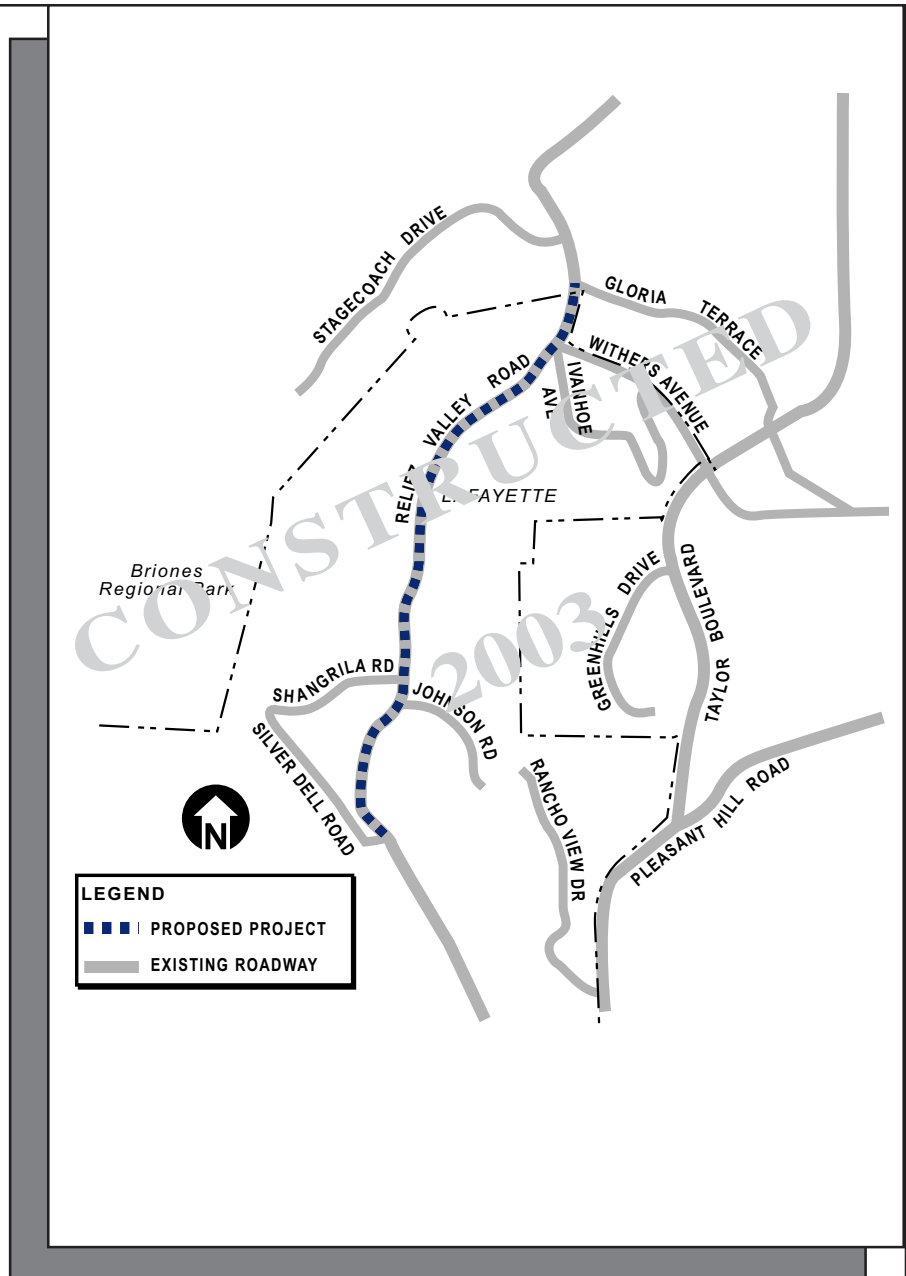 STAGECOACH DRIVE
GLORIA TERRACE
WITHERS AVENUE
IVANHOE
AVE
RELIEZ VALLEY ROAD
LAFAYETTE
CONSTRUCTED
2003
Briones
Regional Park
GREENHILLS DRIVE
TAYLOR BOULEVARD
SHANGRILA RD
JOHNSON RD
SILVER DELL ROAD
RANCHO VIEW DR
PLEASANT HILL ROAD
N
LEGEND
PROPOSED PROJECT
EXISTING ROADWAY